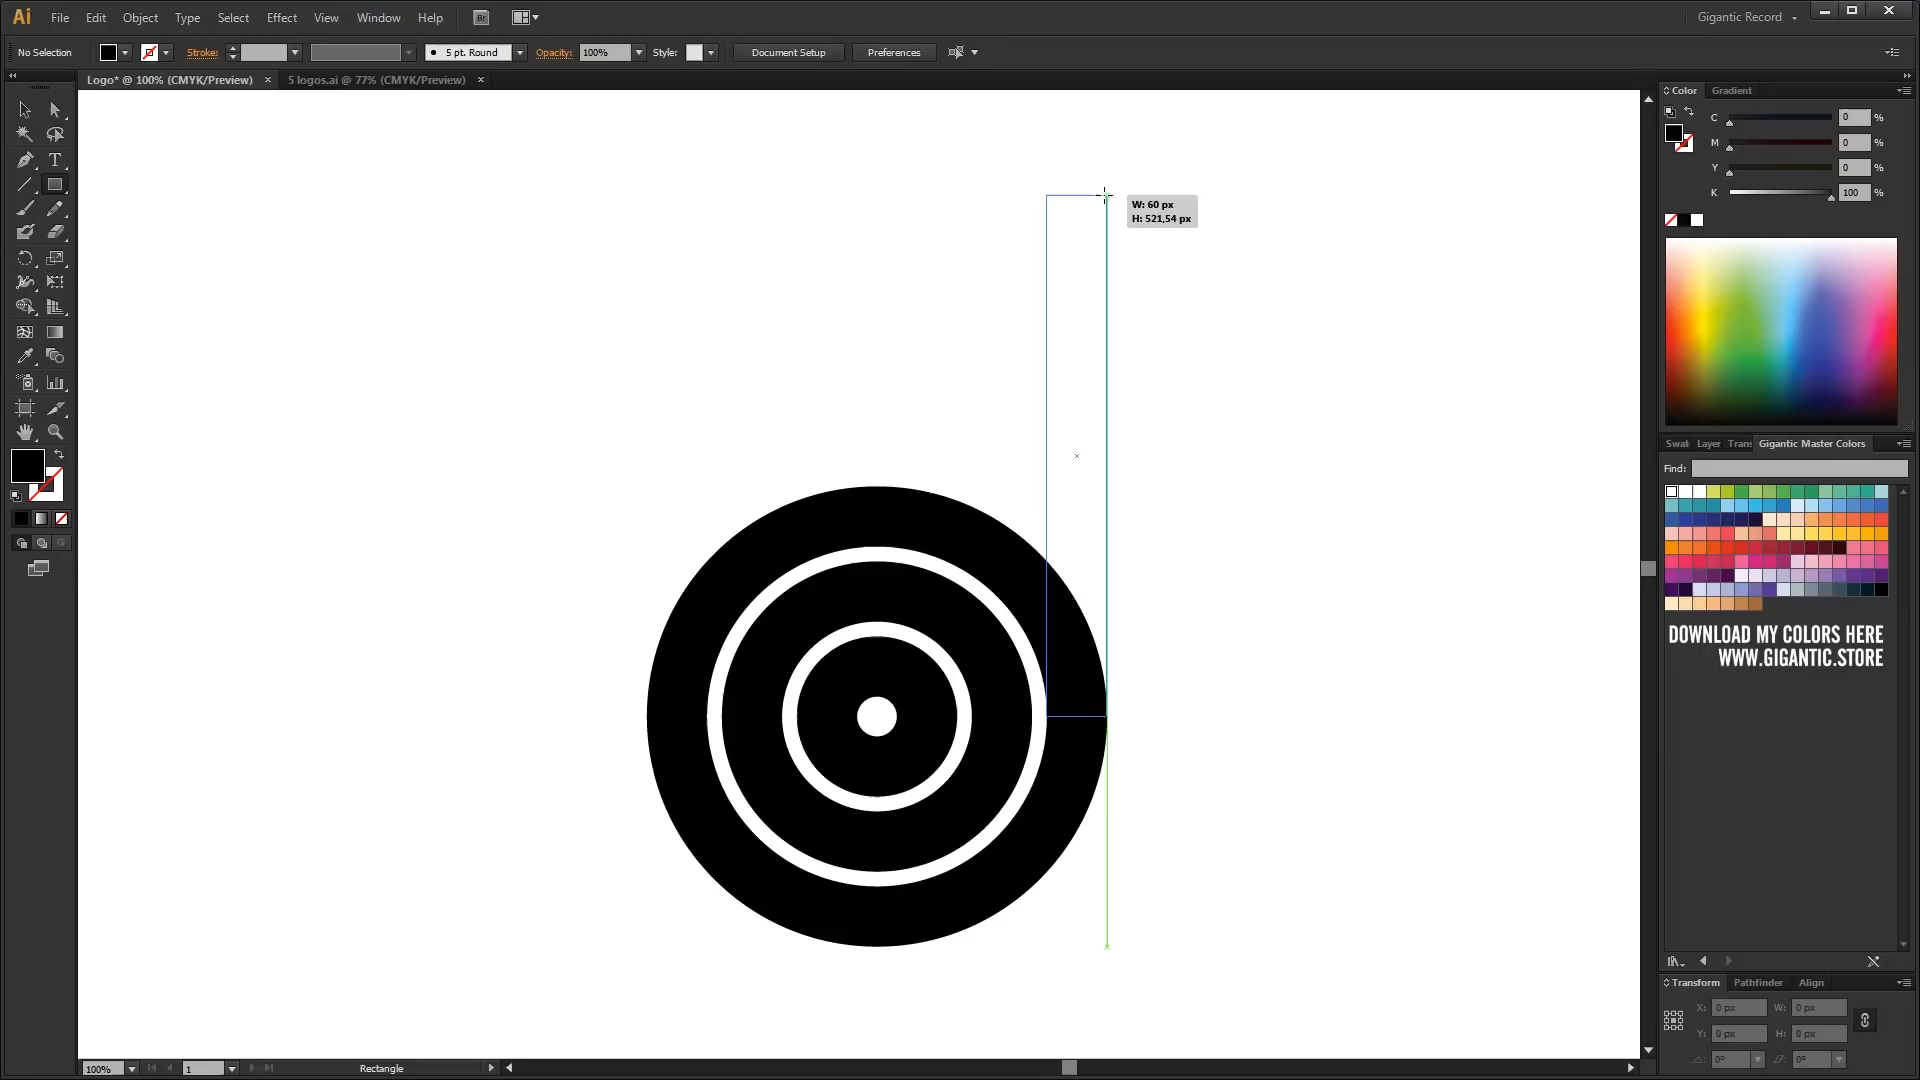 Ai File Edit Object Type Select Effect View Window Help Br Gigantic Record
No Selection Stroke: 5 pt. Round Opacity: 100% Style: Document Setup Preferences
Logo* @ 100% (CMYK/Preview) × 5 logos.ai @ 77% (CMYK/Preview) ×
Color Gradient
C 0 %
M 0 %
Y 0 %
K 100 %
W: 60 px
H: 521,54 px
Swat Layer Trans Gigantic Master Colors
Find:
DOWNLOAD MY COLORS HERE
WWW.GIGANTIC.STORE
Transform Pathfinder Align
X: 0 px W: 0 px
Y: 0 px H: 0 px
0° 0°
100% 1 Rectangle